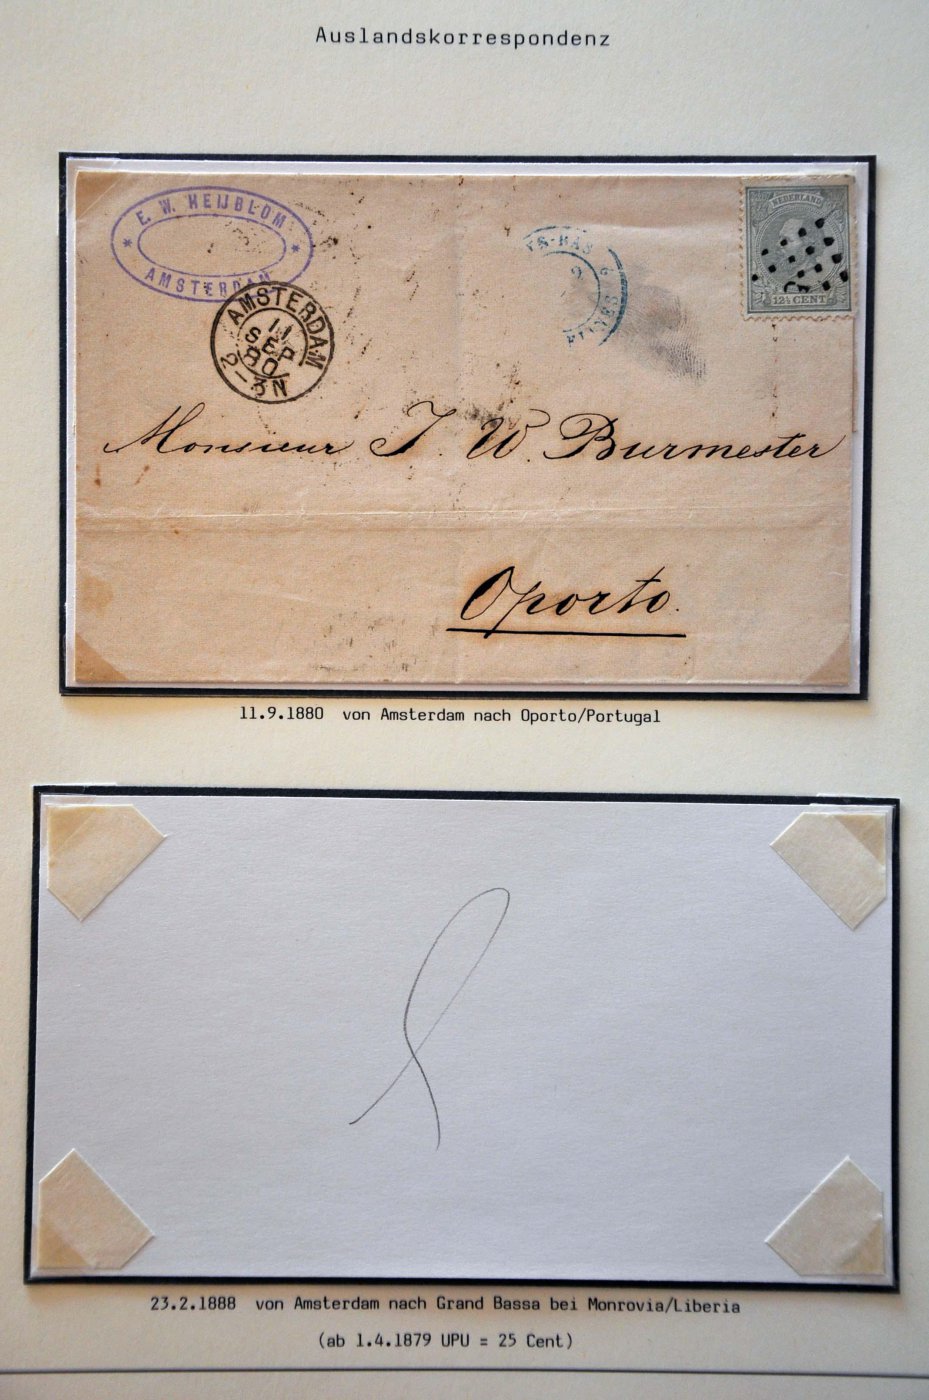 Auslandskorrespondenz
E. W. HEIJBLOM
* *
AMSTERDAM
AMSTERDAM
11
SEP
80
2-3N
NEDERLAND
12½ CENT
Monsieur J. W. Burmester
Oporto.
11.9.1880 von Amsterdam nach Oporto/Portugal
23.2.1888 von Amsterdam nach Grand Bassa bei Monrovia/Liberia
(ab 1.4.1879 UPU = 25 Cent)